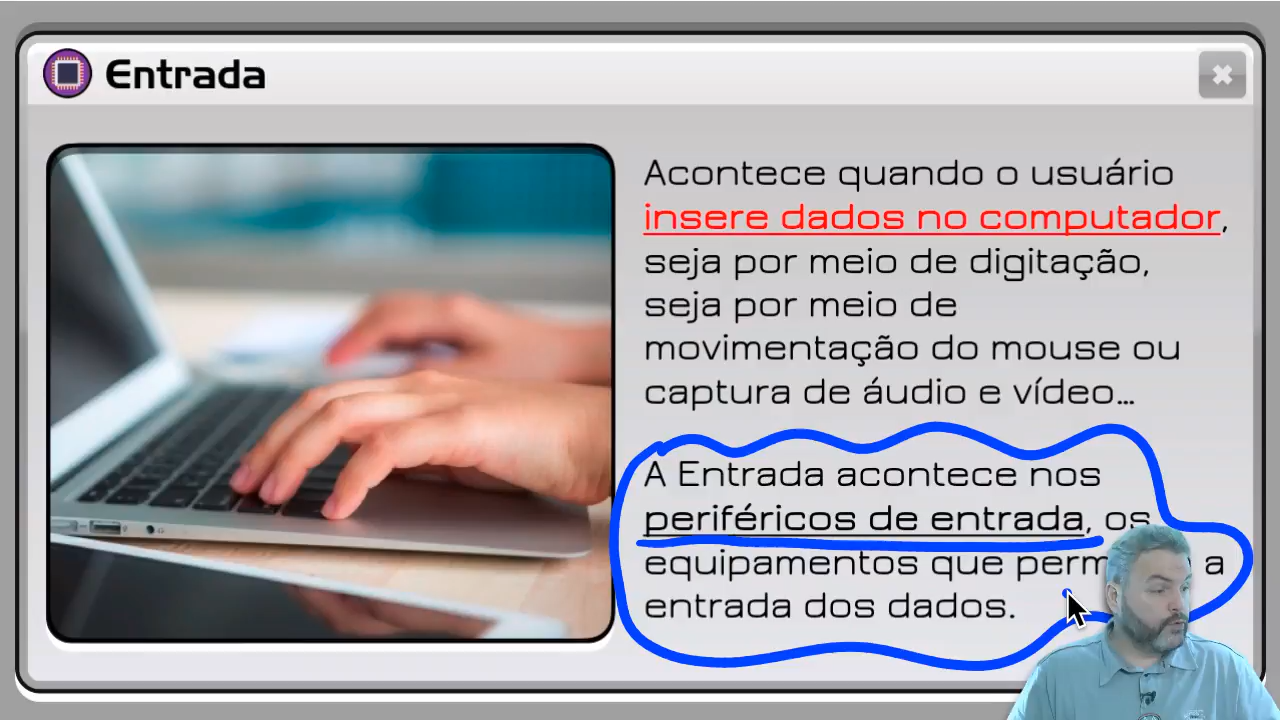 Entrada
Acontece quando o usuário
insere dados no computador,
seja por meio de digitação,
seja por meio de
movimentação do mouse ou
captura de áudio e vídeo...
A Entrada acontece nos
periféricos de entrada, os
equipamentos que a
entrada dos dados.